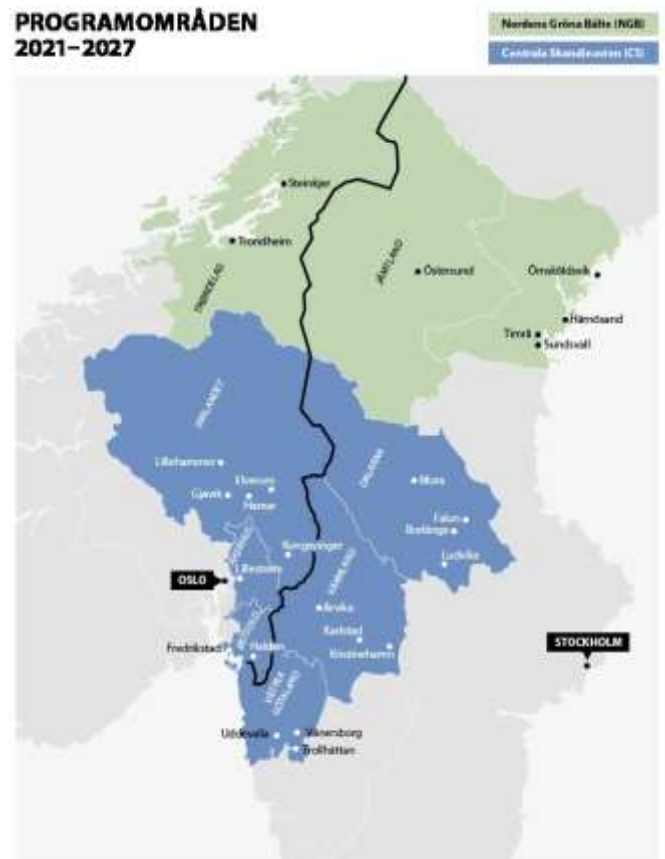 PROGRAMOMRÅDEN
2021–2027
Nordens Gröna Bälte (NGB)
Centrala Skandinavien (CS)
Steinkjer
Trondheim
TRØNDELAG
JÄMTLAND
Östersund
Örnsköldsvik
Härnösand
Timrå
Sundsvall
INNLANDET
DALARNA
Lillehammer
Elverum
Gjøvik
Hamar
Mora
Falun
Borlänge
Ludvika
Kongsvinger
VÄRMLAND
OSLO
Lillestrøm
Arvika
Karlstad
Kristinehamn
STOCKHOLM
Fredrikstad
Halden
VÄSTRA
GÖTALAND
Uddevalla
Vänersborg
Trollhättan